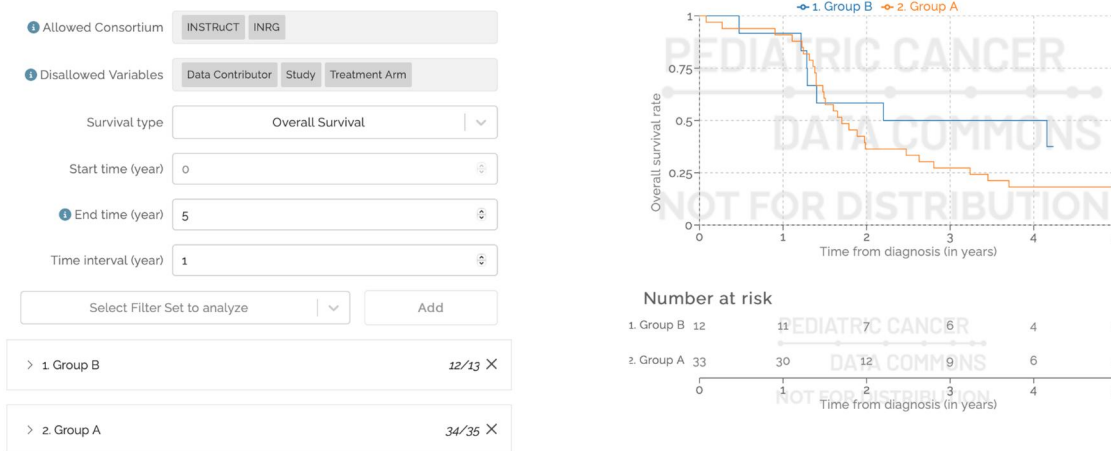 Allowed Consortium INSTRuCT INRG
Disallowed Variables Data Contributor Study Treatment Arm
Survival type Overall Survival
Start time (year) 0
End time (year) 5
Time interval (year) 1
Select Filter Set to analyze Add
1. Group B 12/13
2. Group A 34/35
1. Group B 2. Group A
PEDIATRIC CANCER
DATA COMMONS
NOT FOR DISTRIBUTION
Overall survival rate
1
0.75
0.5
0.25
0
0 1 2 3 4
Time from diagnosis (in years)
Number at risk
PEDIATRIC CANCER
DATA COMMONS
NOT FOR DISTRIBUTION
1. Group B 12 11 7 6 4
2. Group A 33 30 12 9 6
0 1 2 3 4
Time from diagnosis (in years)